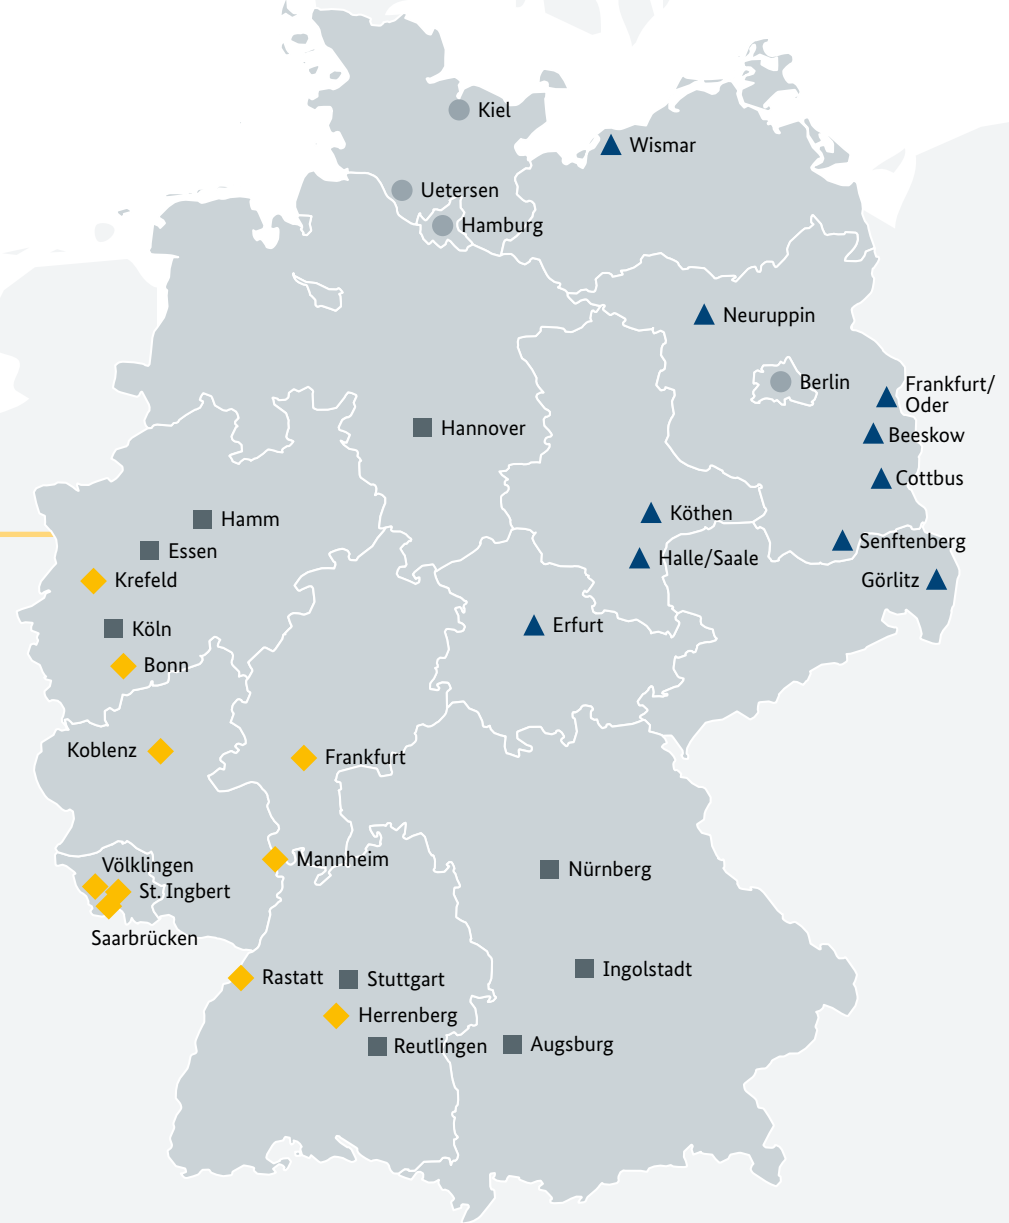 Kiel
Wismar
Uetersen
Hamburg
Neuruppin
Berlin
Frankfurt/
Oder
Beeskow
Hannover
Cottbus
Köthen
Hamm
Senftenberg
Essen
Halle/Saale
Krefeld
Görlitz
Erfurt
Köln
Bonn
Koblenz
Frankfurt
Mannheim
Völklingen
Nürnberg
St. Ingbert
Saarbrücken
Ingolstadt
Rastatt
Stuttgart
Herrenberg
Reutlingen
Augsburg